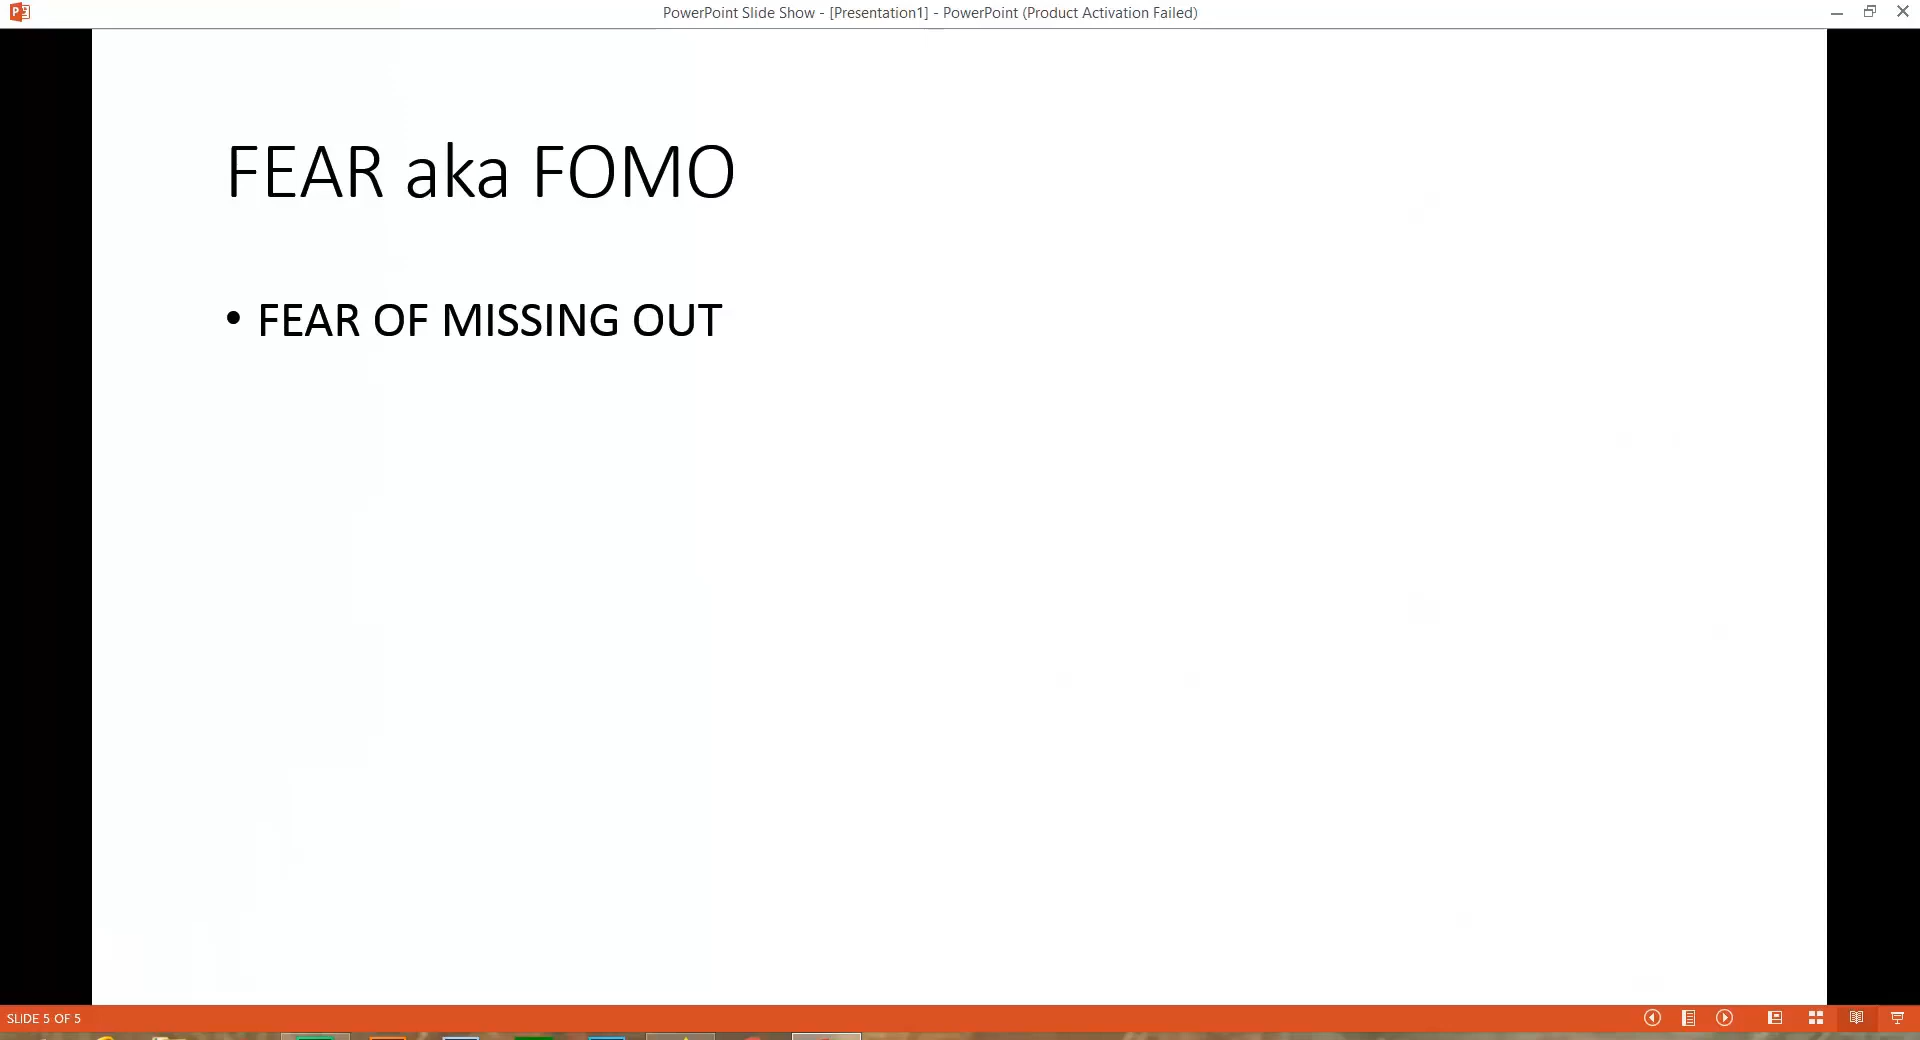 PowerPoint Slide Show - [Presentation1] - PowerPoint (Product Activation Failed)
FEAR aka FOMO
• FEAR OF MISSING OUT
SLIDE 5 OF 5